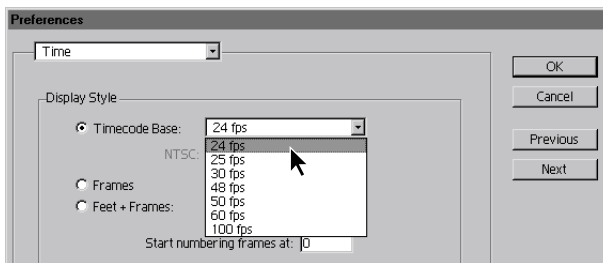 Preferences
Time
OK
Display Style
Cancel
Timecode Base: 24 fps
Previous
NTSC: 24 fps
25 fps
Next
30 fps
Frames
48 fps
50 fps
Feet + Frames:
60 fps
100 fps
Start numbering frames at: 0